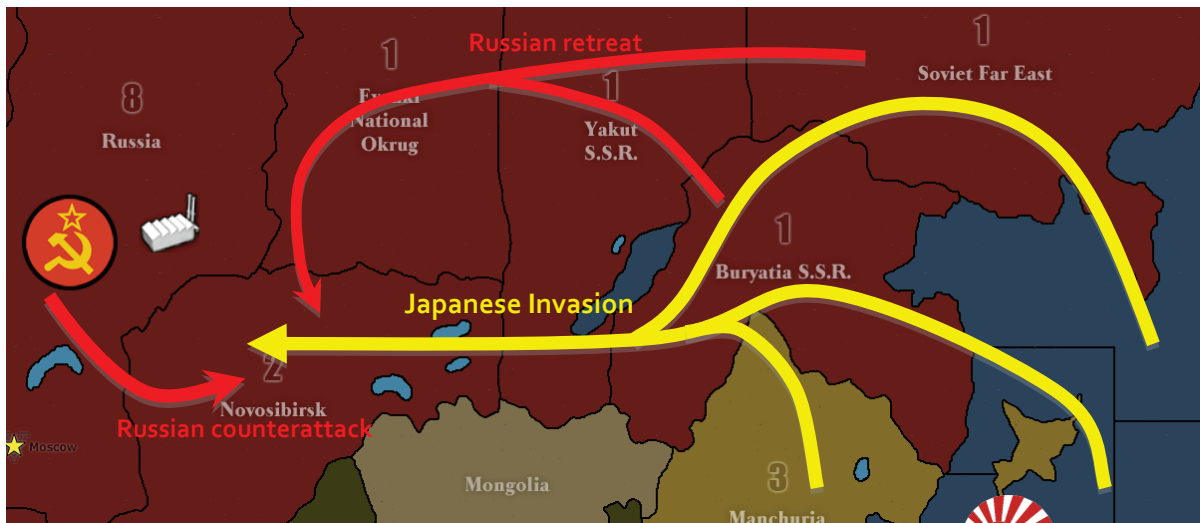 1
Russian retreat
1
Soviet Far East
8
Russia
National
Okrug
1
Yakut
S.S.R.
1
Buryatia S.S.R.
Japanese Invasion
2
Novosibirsk
Russian counterattack
Moscow
Mongolia
3
Manchuria